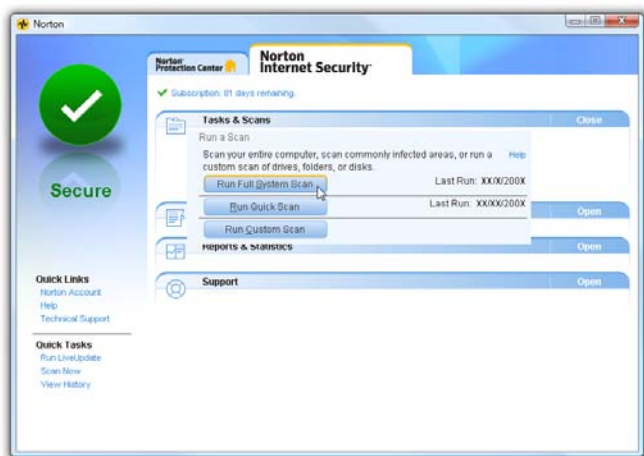 Norton
Norton Protection Center
Norton Internet Security
Subscription: 81 days remaining.
Secure
Tasks & Scans Close
Run a Scan
Scan your entire computer, scan commonly infected areas, or run a
custom scan of drives, folders, or disks.
Help
Run Full System Scan Last Run: XX/X/200X
Run Quick Scan Last Run: XX/XX/200X
Run Custom Scan
Open
Reports & Statistics Open
Support Open
Quick Links
Norton Account
Help
Technical Support
Quick Tasks
Run LiveUpdate
Scan Now
View History